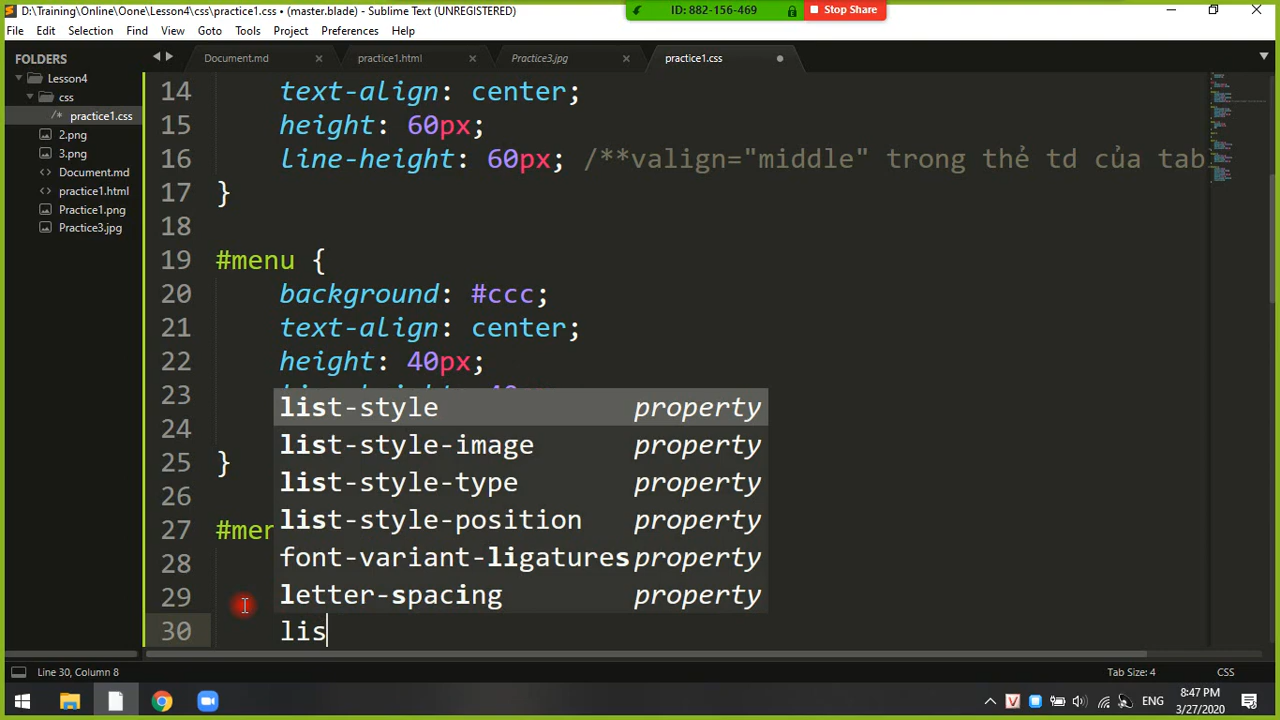 D:\Training\Online\Oone\Lesson4\css\practice1.css • (master.blade) - Sublime Text (UNREGISTERED)
ID: 882-156-469
Stop Share
File Edit Selection Find View Goto Tools Project Preferences Help
FOLDERS
Lesson4
css
/* practice1.css
2.png
3.png
Document.md
<> practice1.html
Practice1.png
Practice3.jpg
Document.md × practice1.html × Practice3.jpg × practice1.css
14 text-align: center;
15 height: 60px;
16 line-height: 60px; /**valign="middle" trong thẻ td của tab
17 }
18
19 #menu {
20 background: #ccc;
21 text-align: center;
22 height: 40px;
23
24
25 }
26
27 #men
28
29
30 lis
list-style property
list-style-image property
list-style-type property
list-style-position property
font-variant-ligatures property
letter-spacing property
Line 30, Column 8
Tab Size: 4
CSS
ENG
8:47 PM
3/27/2020